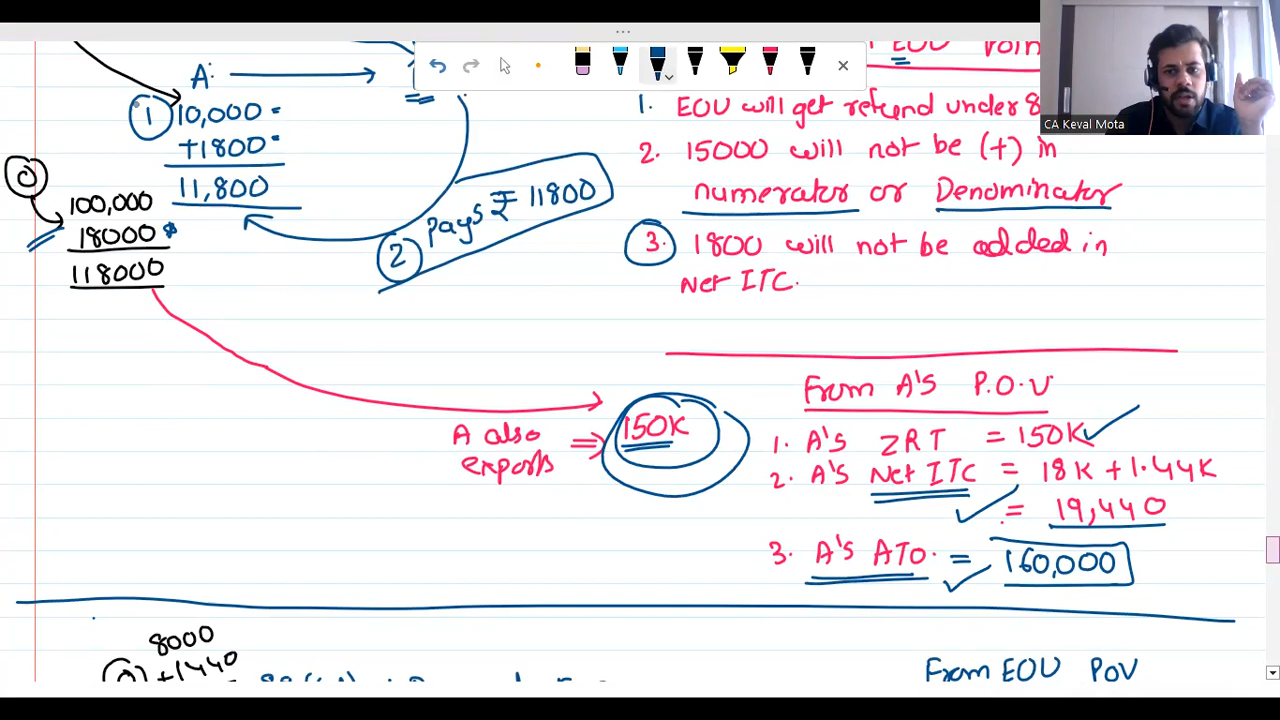 EOU Poin
CA Keval Mota
A
1 10,000
+1800
11,800
100,000
18000
118000
2 Pays ₹ 11800
1. EOU will get refund under 8
2. 15000 will not be (+) in
numerator or Denominator
3. 1800 will not be added in
Net ITC.
A also
exports ⇒ 150K
From A's P.O.V
1. A's ZRT = 150K
2. A's Net ITC = 18K + 1.44K
= 19,440
3. A's ATO. = 160,000
8000
+1440
From EOU POV